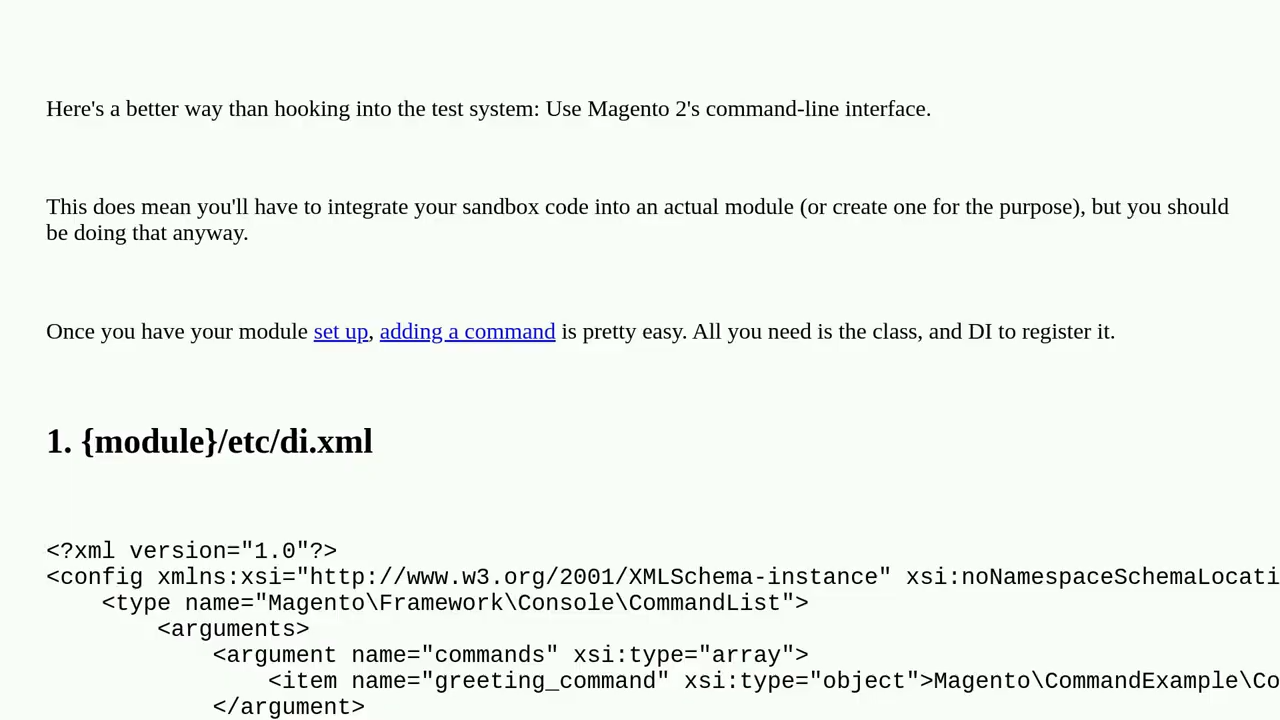 Here's a better way than hooking into the test system: Use Magento 2's command-line interface.
This does mean you'll have to integrate your sandbox code into an actual module (or create one for the purpose), but you should
be doing that anyway.
Once you have your module set up, adding a command is pretty easy. All you need is the class, and DI to register it.
1. {module}/etc/di.xml
<?xml version="1.0"?>
<config xmlns:xsi="http://www.w3.org/2001/XMLSchema-instance" xsi:noNamespaceSchemaLocati
    <type name="Magento\Framework\Console\CommandList">
        <arguments>
            <argument name="commands" xsi:type="array">
                <item name="greeting_command" xsi:type="object">Magento\CommandExample\Co
            </argument>